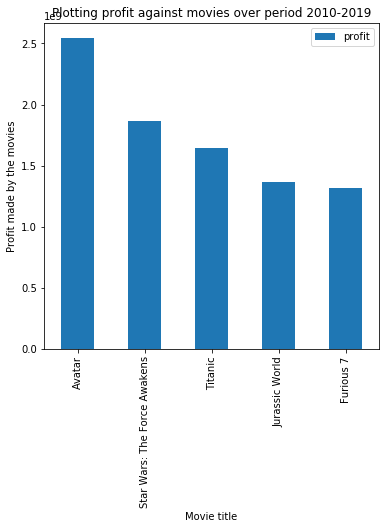 Plotting profit against movies over period 2010-2019
1e9
profit
Profit made by the movies
2.5
2.0
1.5
1.0
0.5
0.0
Avatar
Star Wars: The Force Awakens
Titanic
Jurassic World
Furious 7
Movie title